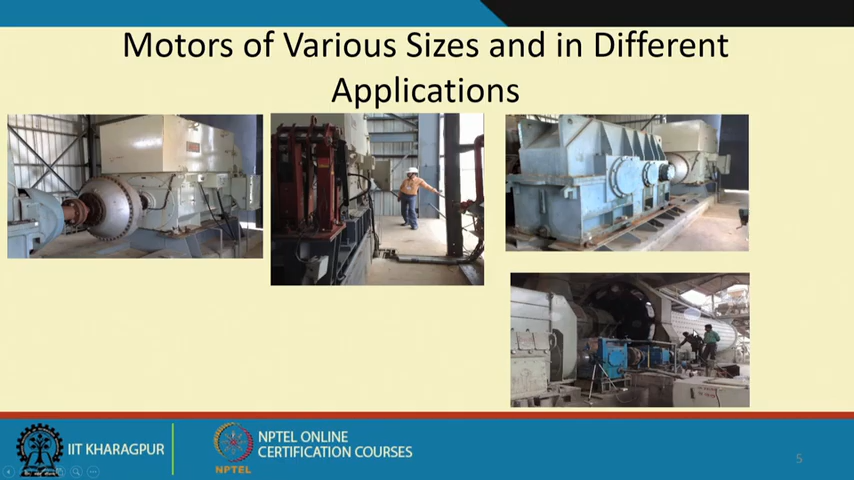 Motors of Various Sizes and in Different
Applications
IIT KHARAGPUR
NPTEL
NPTEL ONLINE
CERTIFICATION COURSES
5